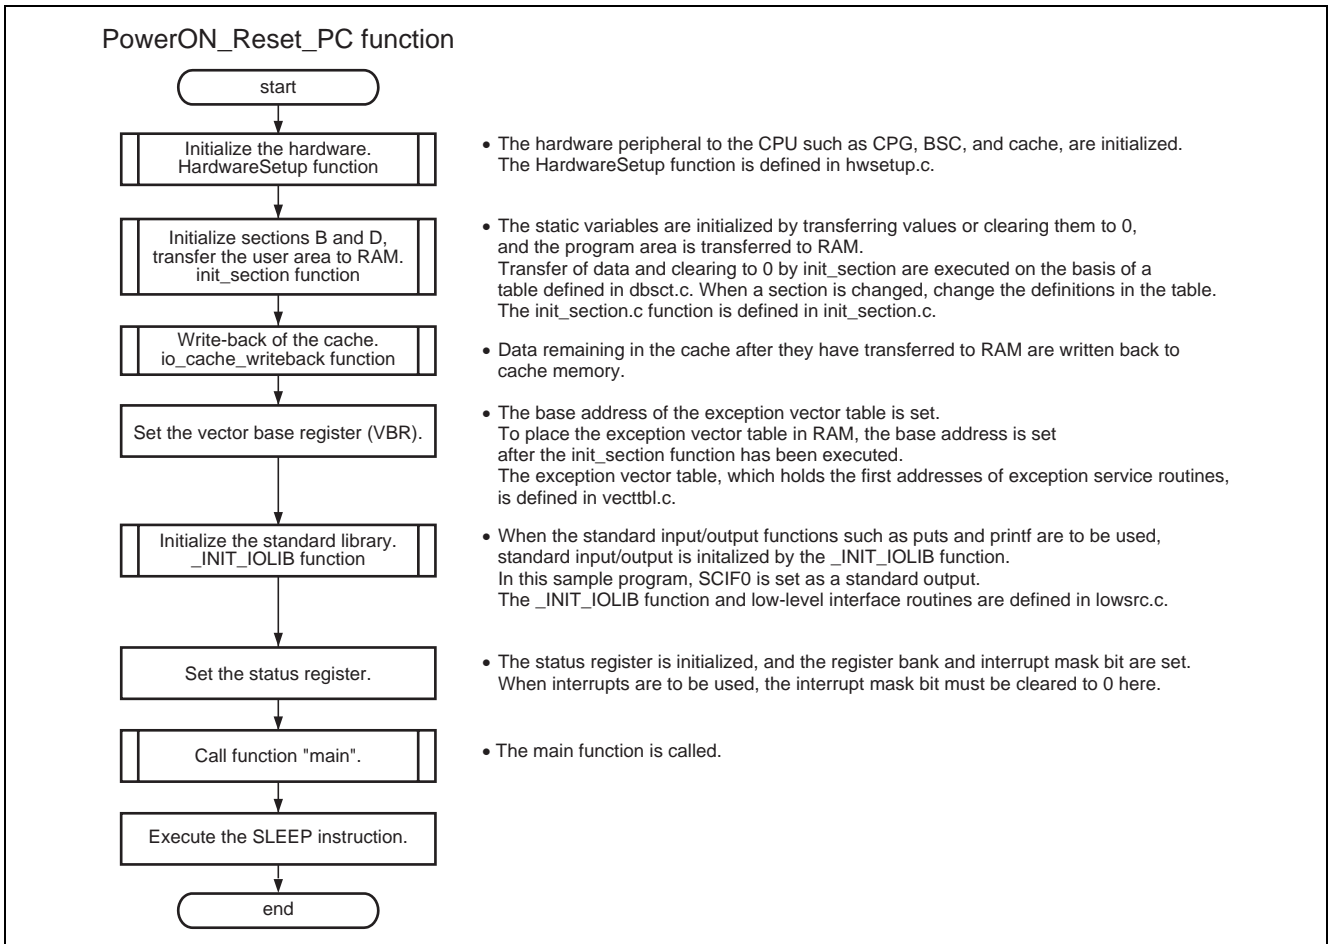 PowerON_Reset_PC function
start
Initialize the hardware.
HardwareSetup function
• The hardware peripheral to the CPU such as CPG, BSC, and cache, are initialized.
The HardwareSetup function is defined in hwsetup.c.
Initialize sections B and D,
transfer the user area to RAM.
init_section function
• The static variables are initialized by transferring values or clearing them to 0,
and the program area is transferred to RAM.
Transfer of data and clearing to 0 by init_section are executed on the basis of a
table defined in dbsct.c. When a section is changed, change the definitions in the table.
The init_section.c function is defined in init_section.c.
Write-back of the cache.
io_cache_writeback function
• Data remaining in the cache after they have transferred to RAM are written back to
cache memory.
Set the vector base register (VBR).
• The base address of the exception vector table is set.
To place the exception vector table in RAM, the base address is set
after the init_section function has been executed.
The exception vector table, which holds the first addresses of exception service routines,
is defined in vecttbl.c.
Initialize the standard library.
_INIT_IOLIB function
• When the standard input/output functions such as puts and printf are to be used,
standard input/output is initalized by the _INIT_IOLIB function.
In this sample program, SCIF0 is set as a standard output.
The _INIT_IOLIB function and low-level interface routines are defined in lowsrc.c.
Set the status register.
• The status register is initialized, and the register bank and interrupt mask bit are set.
When interrupts are to be used, the interrupt mask bit must be cleared to 0 here.
Call function "main".
• The main function is called.
Execute the SLEEP instruction.
end